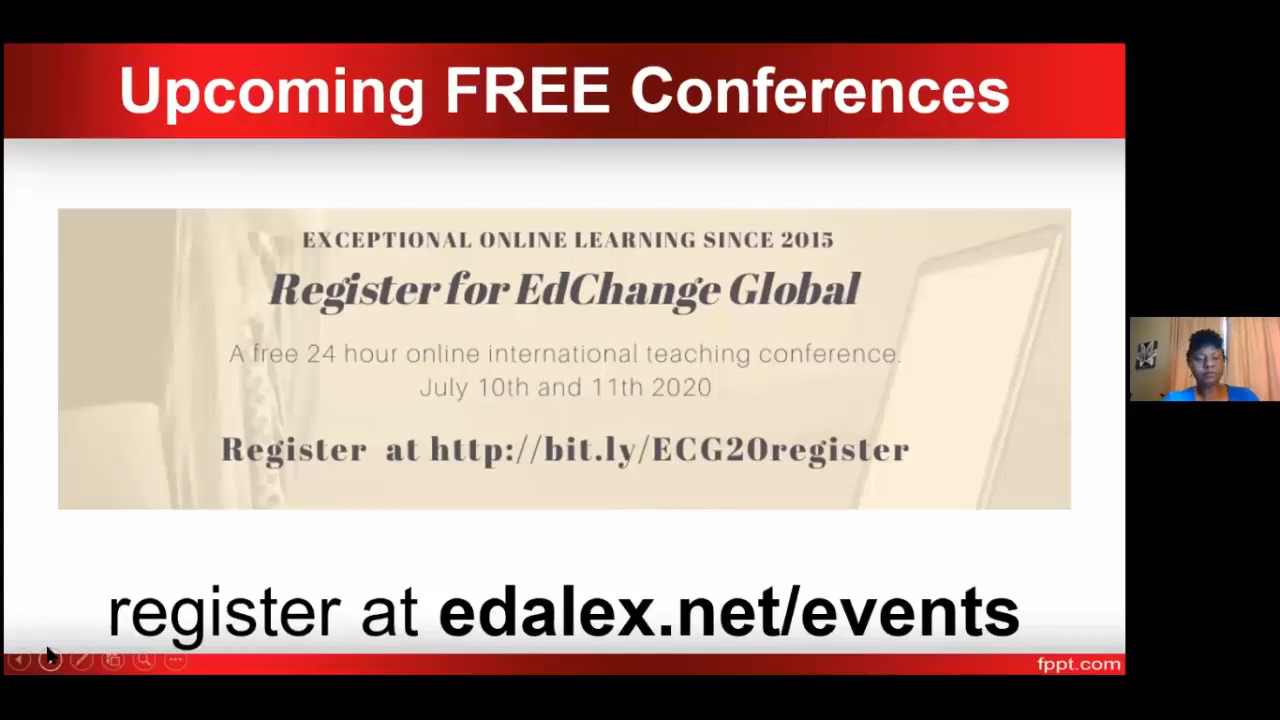 Upcoming FREE Conferences
EXCEPTIONAL ONLINE LEARNING SINCE 2015
Register for EdChange Global
A free 24 hour online international teaching conference.
July 10th and 11th 2020
Register at http://bit.ly/ECG20register
register at edalex.net/events
fppt.com